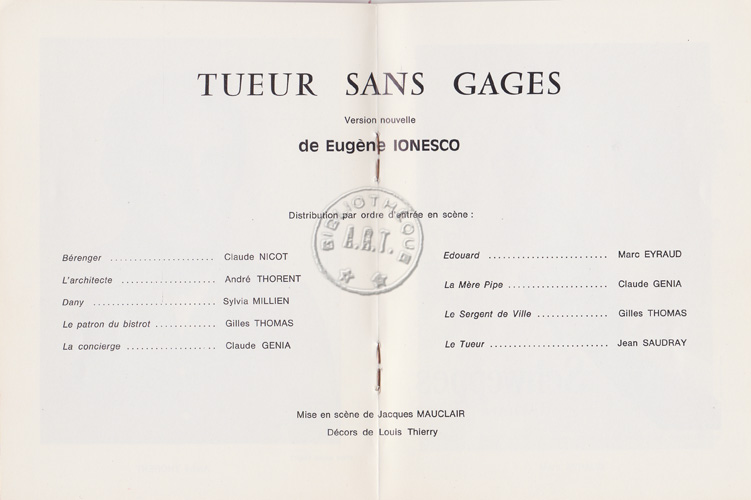 TUEUR SANS GAGES
Version nouvelle
de Eugène IONESCO
BIBLIOTHEQUE
A.R.T.
Distribution par ordre d'entrée en scène :
Bérenger ...................... Claude NICOT
L'architecte .................... André THORENT
Dany ......................... Sylvia MILLIEN
Le patron du bistrot ............. Gilles THOMAS
La concierge ................... Claude GENIA
Edouard ......................... Marc EYRAUD
La Mère Pipe ..................... Claude GENIA
Le Sergent de Ville ............... Gilles THOMAS
Le Tueur ......................... Jean SAUDRAY
Mise en scène de Jacques MAUCLAIR
Décors de Louis Thierry